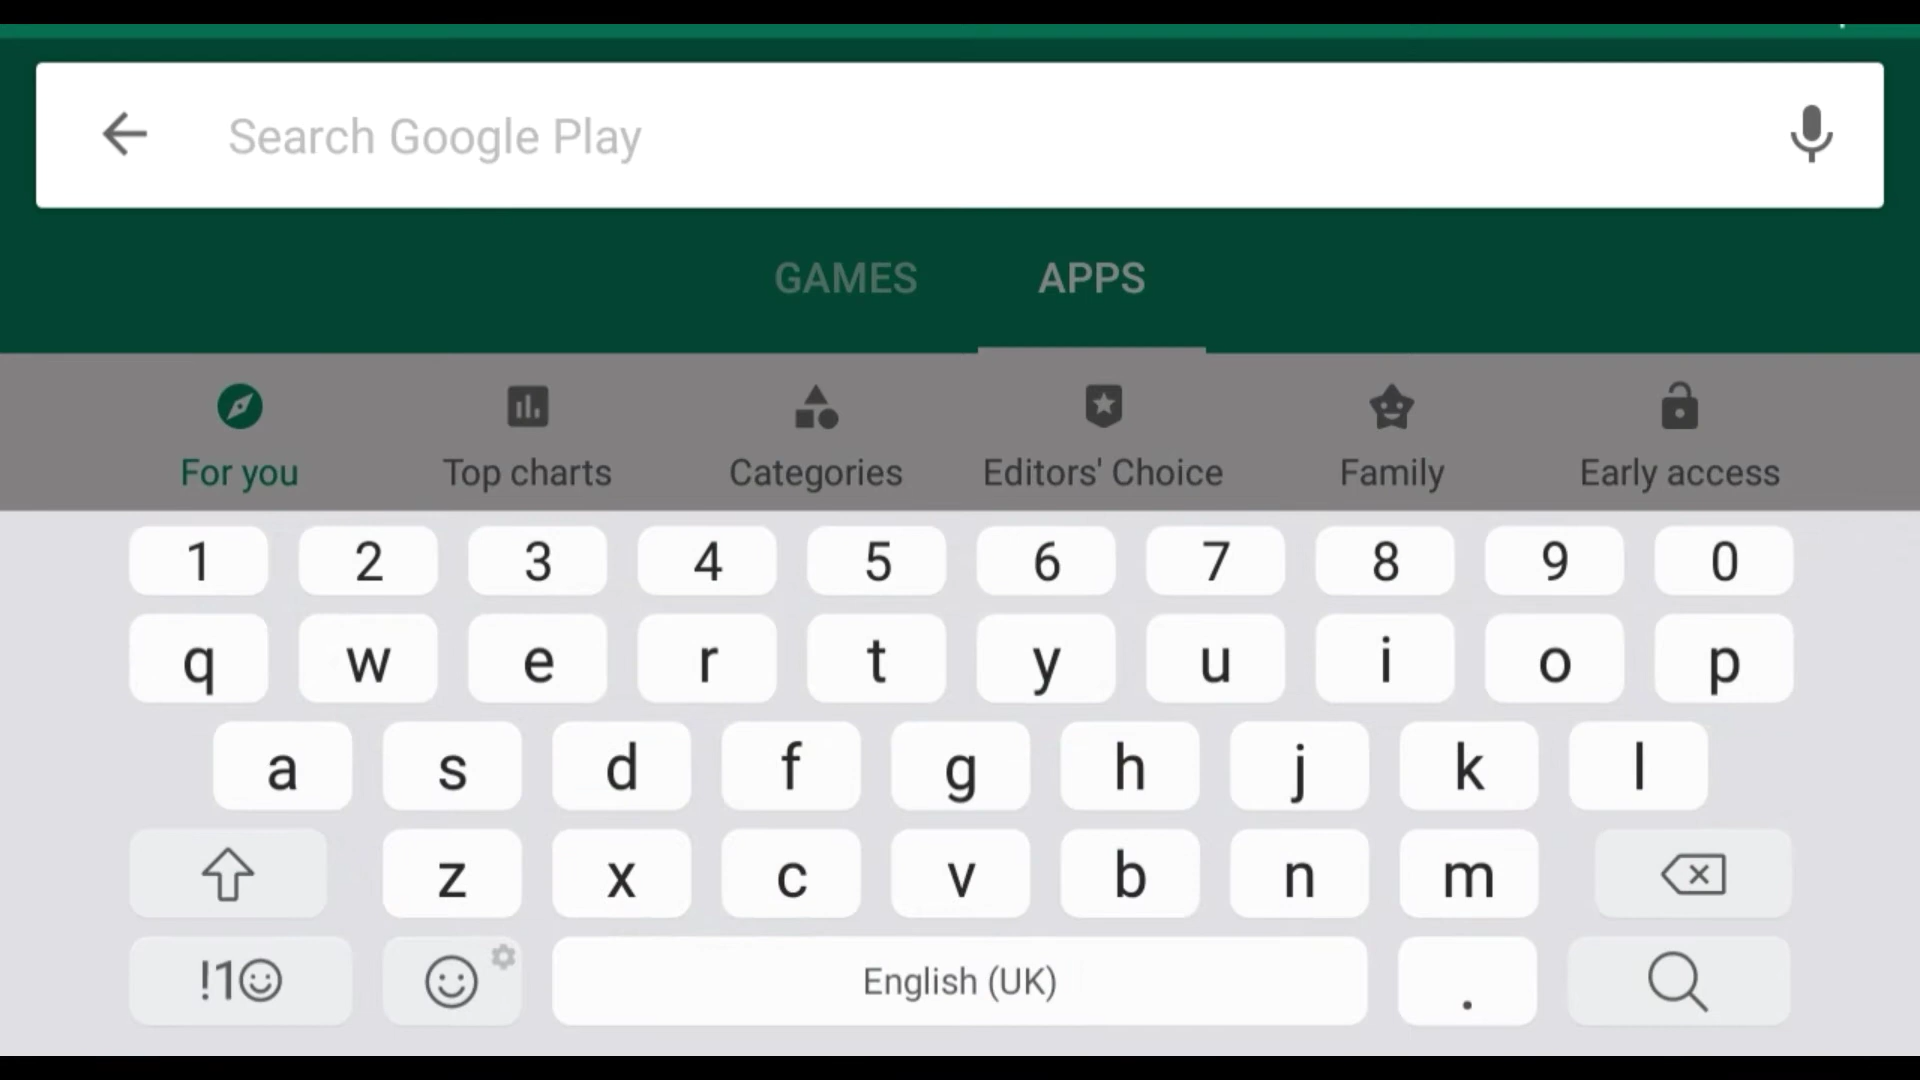 Search Google Play
GAMES APPS
For you Top charts Categories Editors' Choice Family Early access
1 2 3 4 5 6 7 8 9 0
q w e r t y u i o p
a s d f g h j k l
z x c v b n m
!1☺ English (UK) .